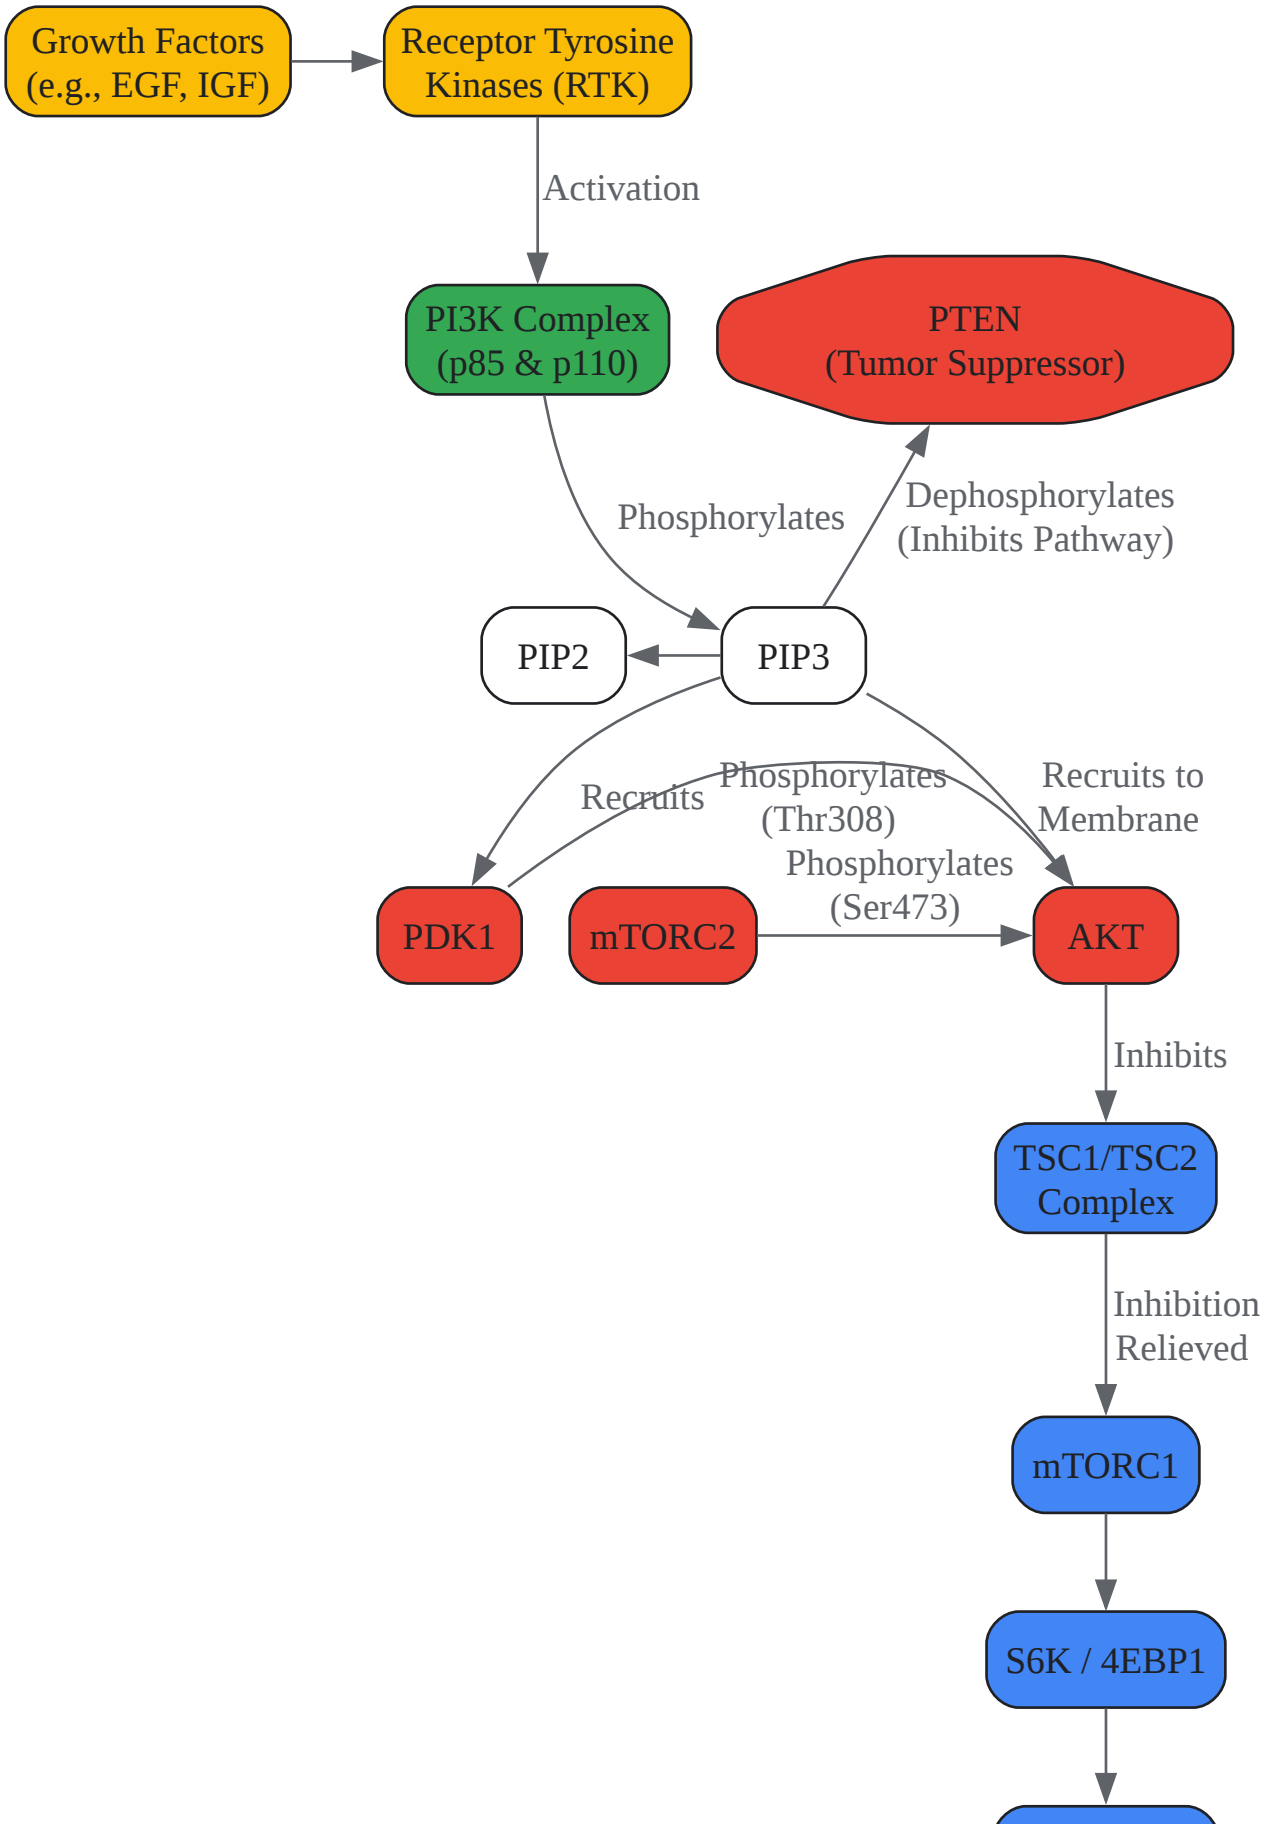 Growth Factors
(e.g., EGF, IGF)
Receptor Tyrosine
Kinases (RTK)
Activation
PI3K Complex
(p85 & p110)
PTEN
(Tumor Suppressor)
Phosphorylates
Dephosphorylates
(Inhibits Pathway)
PIP2
PIP3
Recruits
Phosphorylates
(Thr308)
Recruits to
Membrane
Phosphorylates
(Ser473)
PDK1
mTORC2
AKT
Inhibits
TSC1/TSC2
Complex
Inhibition
Relieved
mTORC1
S6K / 4EBP1